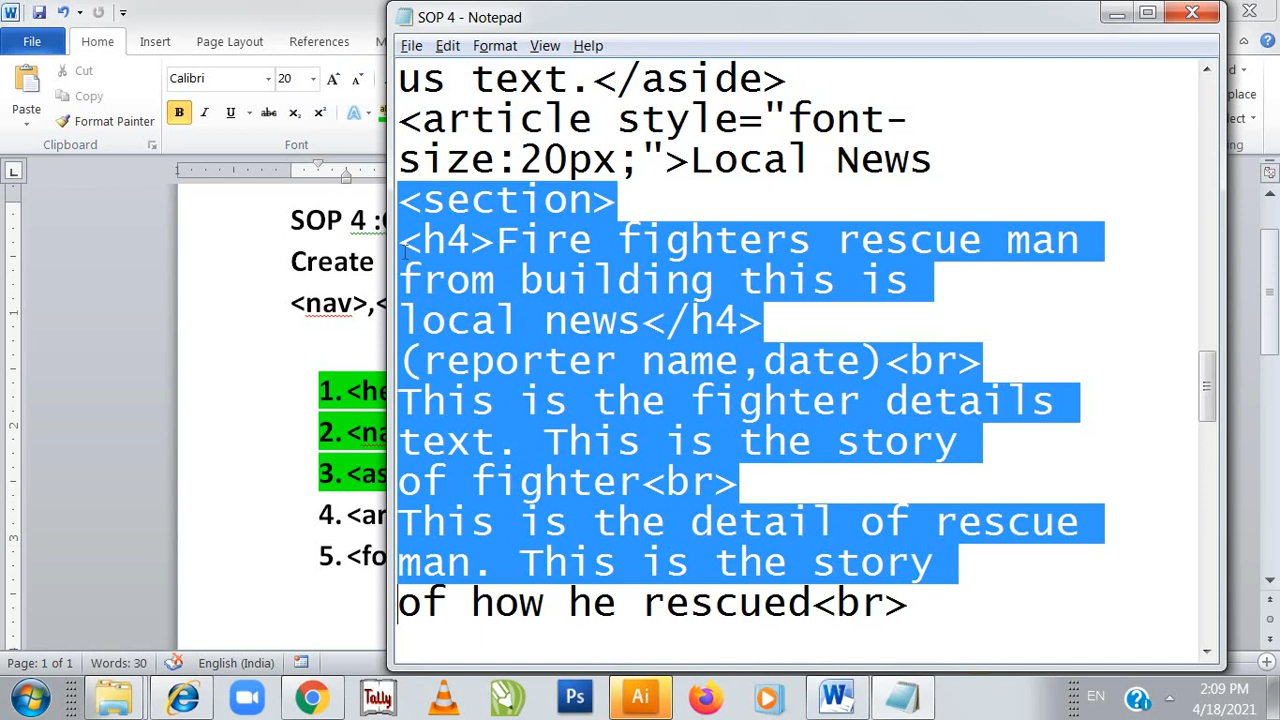 SOP 4 - Notepad
File Home Insert Page Layout References M
File Edit Format View Help
Cut
Copy
Format Painter
Paste
Clipboard
Calibri 20
B I U
Font
us text.</aside>
<article style="font-
size:20px;">Local News
<section>
<h4>Fire fighters rescue man
from building this is
local news</h4>
(reporter name,date)<br>
This is the fighter details
text. This is the story
of fighter<br>
This is the detail of rescue
man. This is the story
of how he rescued<br>
SOP 4 :
Create
<nav>,<
1. <he
2. <na
3. <as
4. <ar
5. <fo
Page: 1 of 1 Words: 30 English (India)
Tally Ps Ai W EN 2:09 PM
4/18/2021